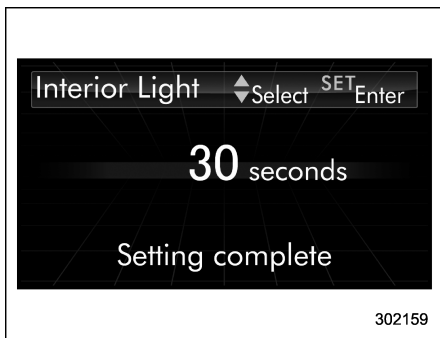 Interior Light Select SET Enter
30 seconds
Setting complete
302159